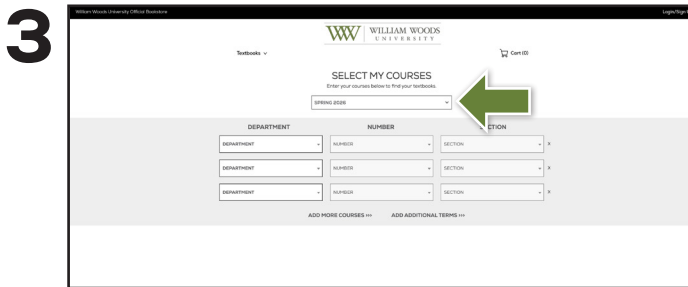 3
William Woods University Official Bookstore
Login/Sign
WW WILLIAM WOODS
UNIVERSITY
Textbooks
Cart (0)
SELECT MY COURSES
Enter your courses below to find your textbooks.
SPRING 2026
DEPARTMENT NUMBER CTION
DEPARTMENT NUMBER SECTION X
DEPARTMENT NUMBER SECTION X
DEPARTMENT NUMBER SECTION X
ADD MORE COURSES >>> ADD ADDITIONAL TERMS >>>